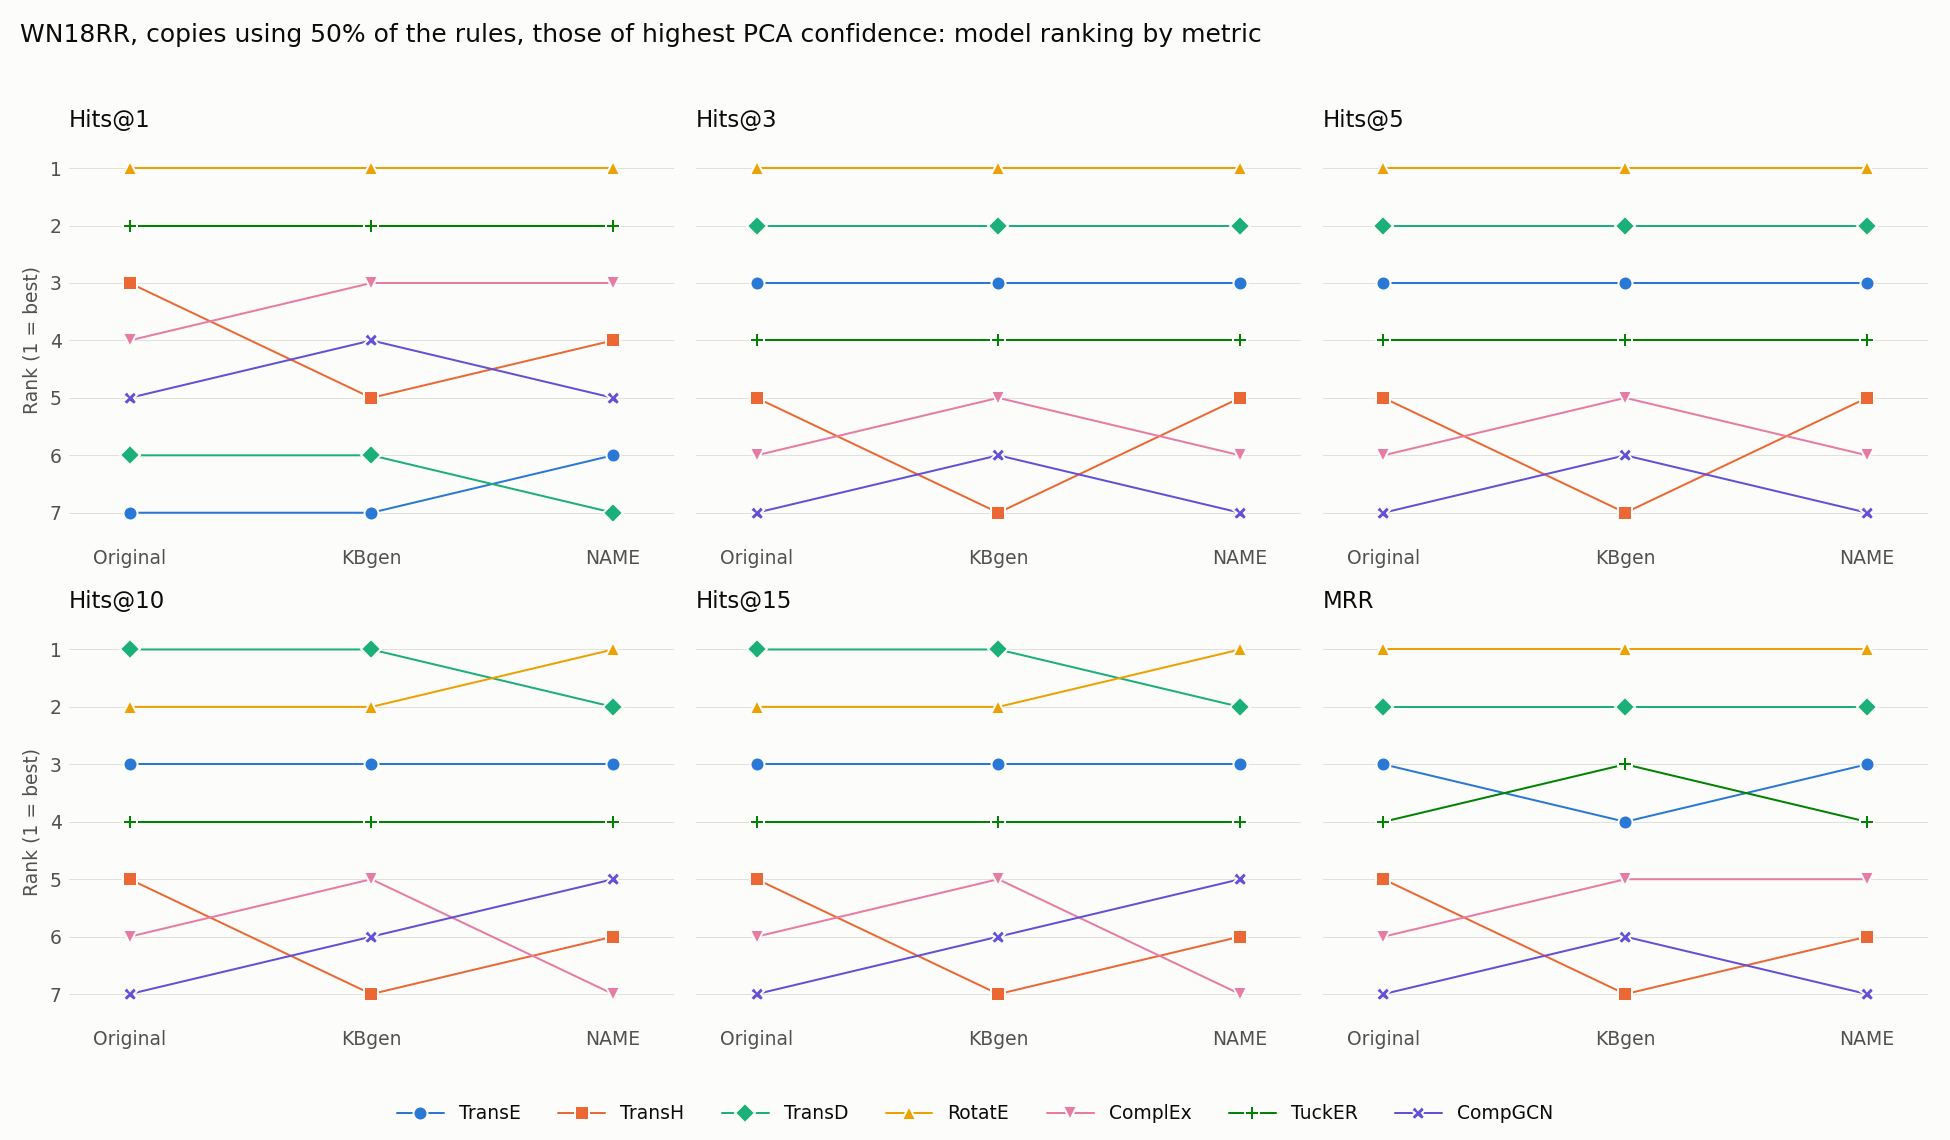 WN18RR, copies using 50% of the rules, those of highest PCA confidence: model ranking by metric
Hits@1
Hits@3
Hits@5
Rank (1 = best)
1
2
3
4
5
6
7
Original
KBgen
NAME
Original
KBgen
NAME
Original
KBgen
NAME
Hits@10
Hits@15
MRR
Rank (1 = best)
1
2
3
4
5
6
7
Original
KBgen
NAME
Original
KBgen
NAME
Original
KBgen
NAME
TransE
TransH
TransD
RotatE
ComplEx
TuckER
CompGCN